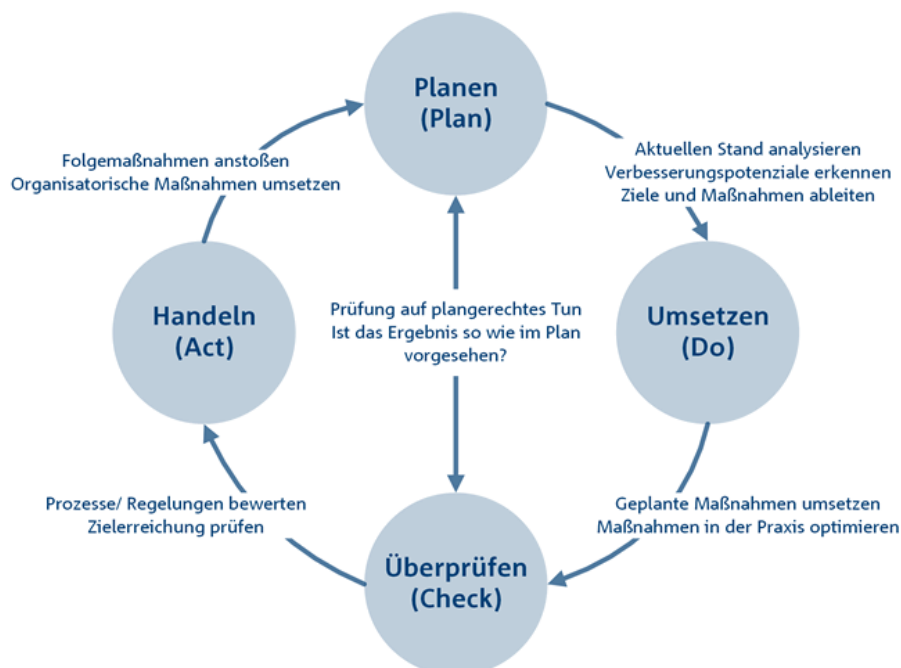 Planen
(Plan)
Aktuellen Stand analysieren
Verbesserungspotenziale erkennen
Ziele und Maßnahmen ableiten
Umsetzen
(Do)
Geplante Maßnahmen umsetzen
Maßnahmen in der Praxis optimieren
Überprüfen
(Check)
Prozesse/ Regelungen bewerten
Zielerreichung prüfen
Handeln
(Act)
Folgemaßnahmen anstoßen
Organisatorische Maßnahmen umsetzen
Prüfung auf plangerechtes Tun
Ist das Ergebnis so wie im Plan
vorgesehen?